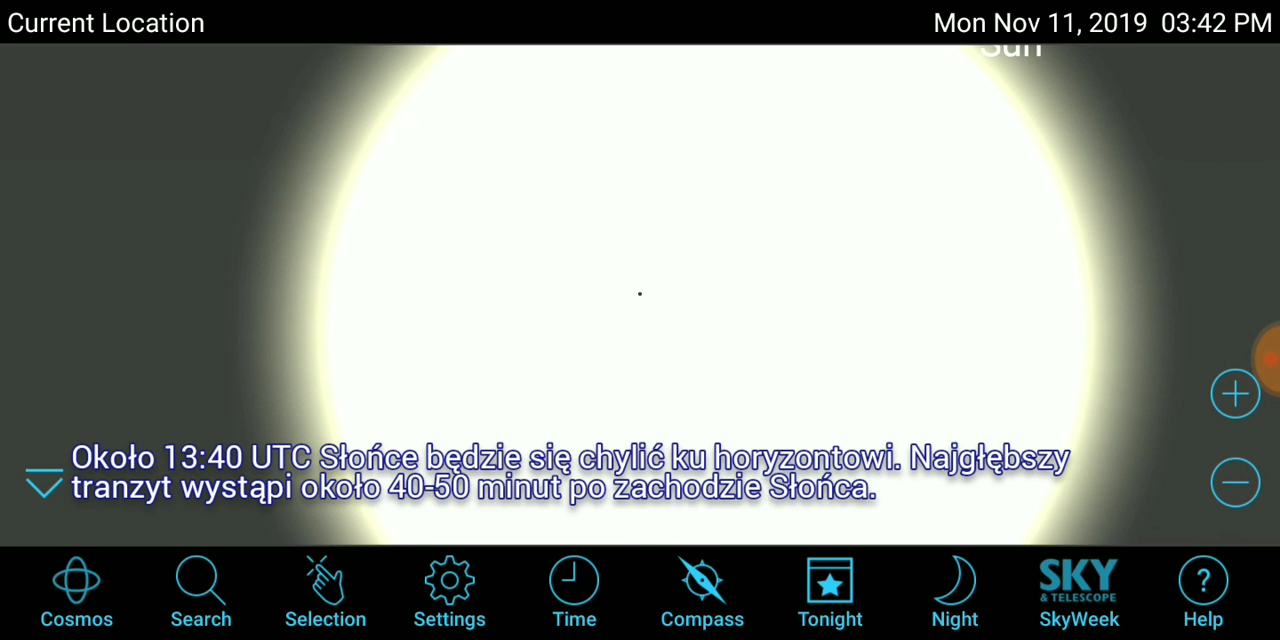 Current Location
Mon Nov 11, 2019 03:42 PM
Sun
Około 13:40 UTC Słońce będzie się chylić ku horyzontowi. Najgłębszy
tranzyt wystąpi około 40-50 minut po zachodzie Słońca.
SKY
& TELESCOPE
Cosmos
Search
Selection
Settings
Time
Compass
Tonight
Night
SkyWeek
Help